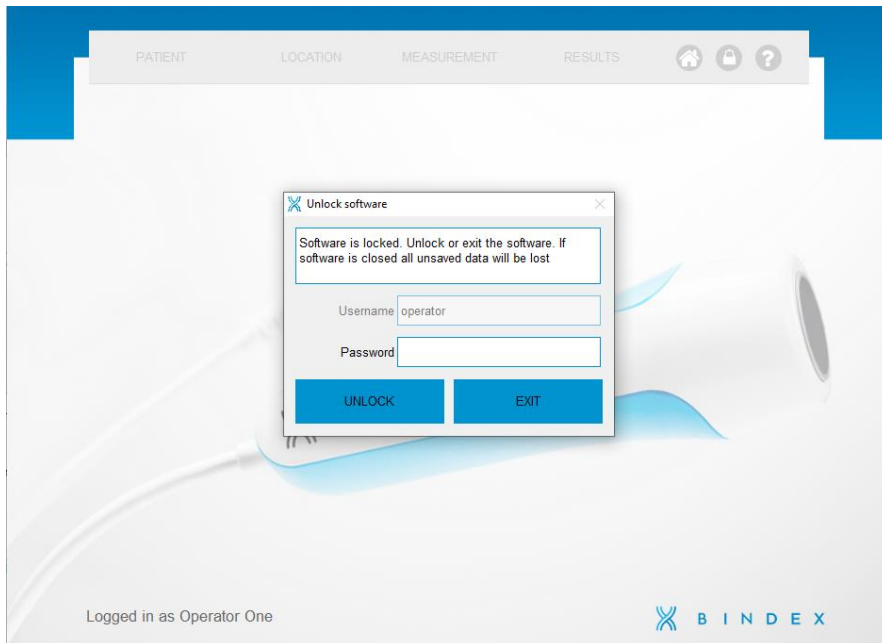 PATIENT LOCATION MEASUREMENT RESULTS ?
Unlock software
Software is locked. Unlock or exit the software. If
software is closed all unsaved data will be lost
Username operator
Password
UNLOCK EXIT
Logged in as Operator One
BINDEX